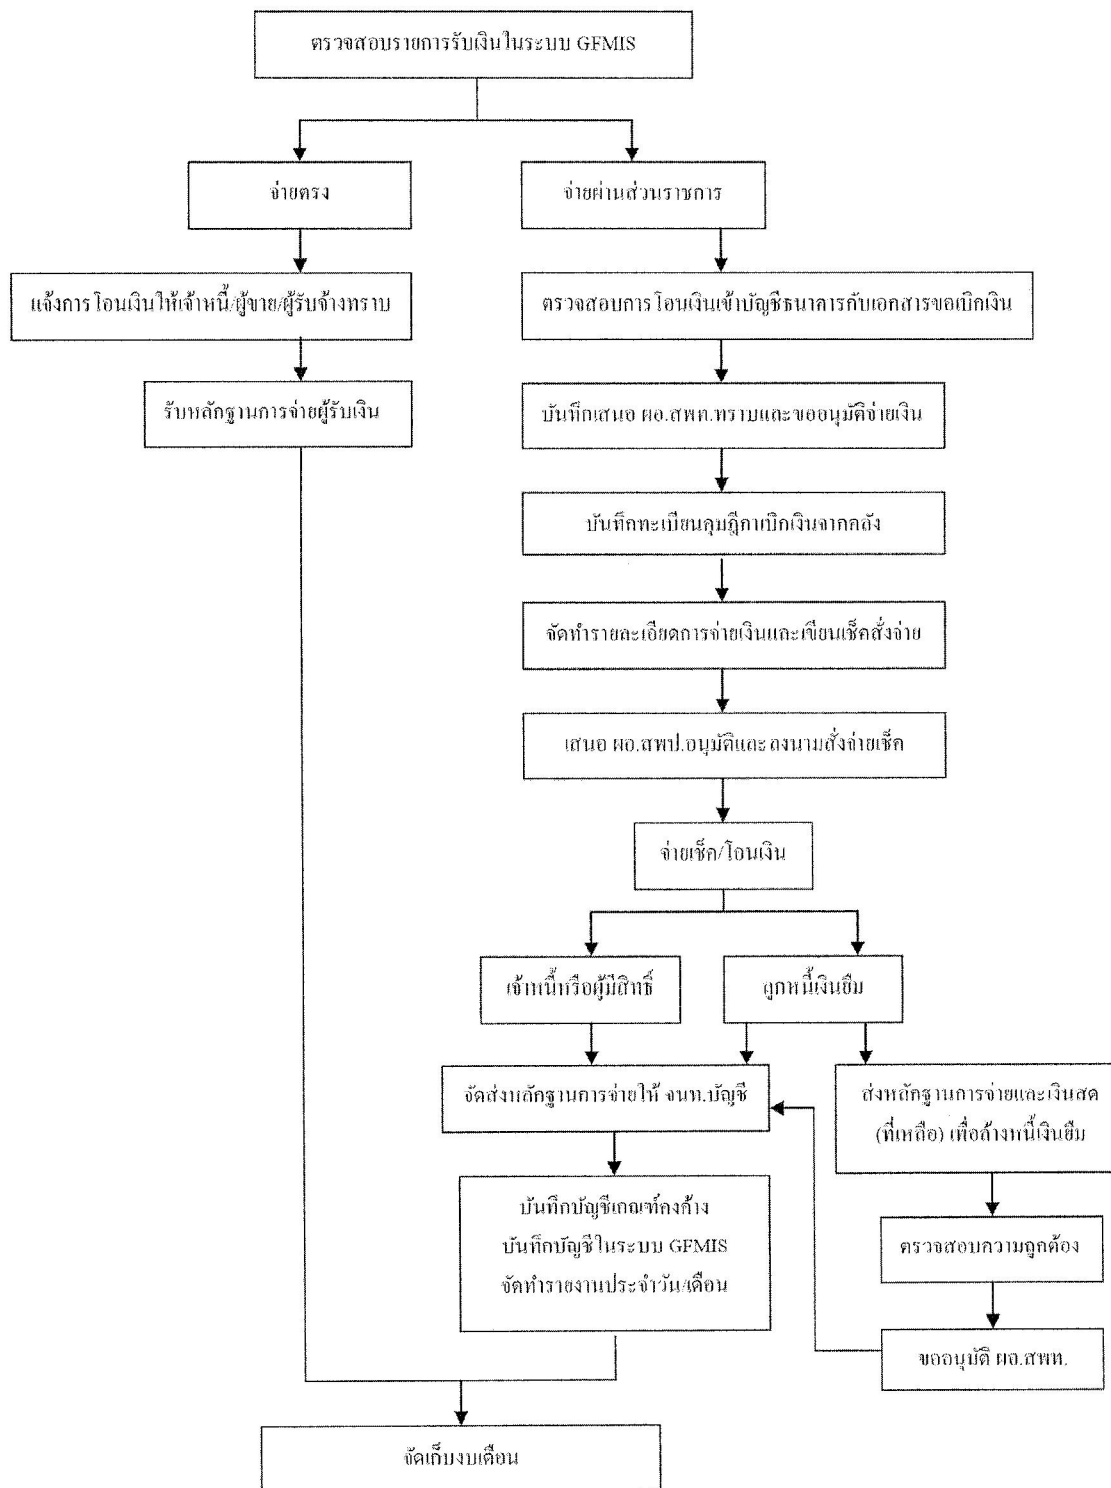 ตรวจสอบรายการรับเงินในระบบ GFMIS
จ่ายตรง
จ่ายผ่านส่วนราชการ
แจ้งการโอนเงินให้เจ้าหนี้/ผู้ขาย/ผู้รับจ้างทราบ
ตรวจสอบการโอนเงินเข้าบัญชีธนาคารกับเอกสารขอเบิกเงิน
รับหลักฐานการจ่ายผู้รับเงิน
บันทึกเสนอ ผอ.สพท.ทราบและขออนุมัติจ่ายเงิน
บันทึกทะเบียนคุมฎีกาเบิกเงินจากคลัง
จัดทำรายละเอียดการจ่ายเงินและเขียนเช็คสั่งจ่าย
เสนอ ผอ.สพป.อนุมัติและลงนามสั่งจ่ายเช็ค
จ่ายเช็ค/โอนเงิน
เจ้าหนี้หรือผู้มีสิทธิ์
ลูกหนี้เงินยืม
จัดส่งหลักฐานการจ่ายให้ จนท.บัญชี
ส่งหลักฐานการจ่ายและเงินสด
(ที่เหลือ) เพื่อล้างหนี้เงินยืม
บันทึกบัญชีเกณฑ์คงค้าง
บันทึกบัญชีในระบบ GFMIS
จัดทำรายงานประจำวัน/เดือน
ตรวจสอบความถูกต้อง
ขออนุมัติ ผอ.สพท.
จัดเก็บงบเดือน